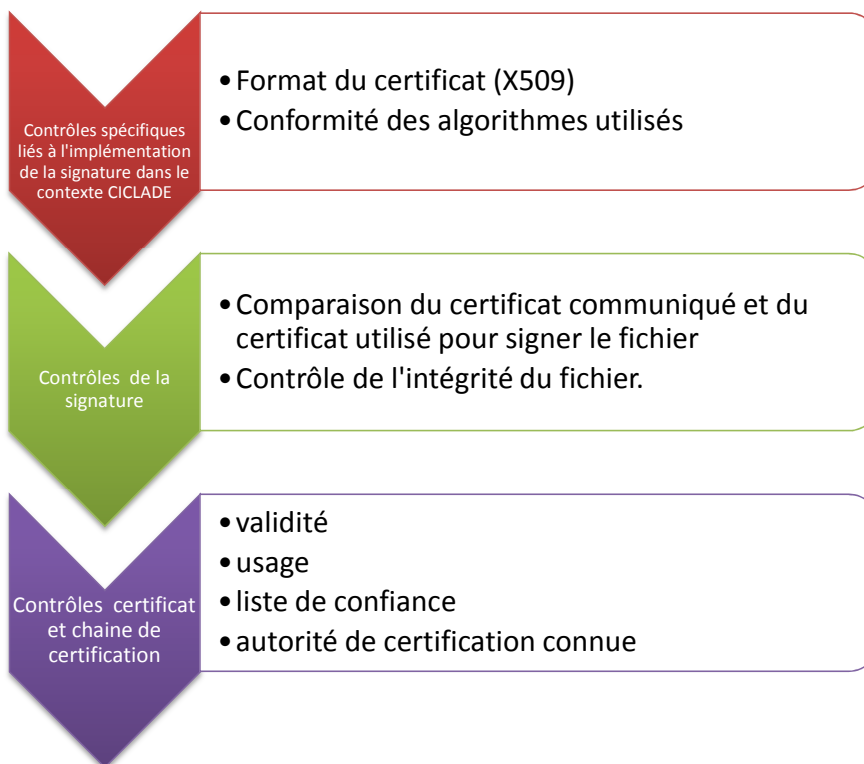 Contrôles spécifiques
liés à l'implémentation
de la signature dans le
contexte CICLADE
•Format du certificat (X509)
•Conformité des algorithmes utilisés
Contrôles de la
signature
•Comparaison du certificat communiqué et du
certificat utilisé pour signer le fichier
•Contrôle de l'intégrité du fichier.
Contrôles certificat
et chaine de
certification
•validité
•usage
•liste de confiance
•autorité de certification connue